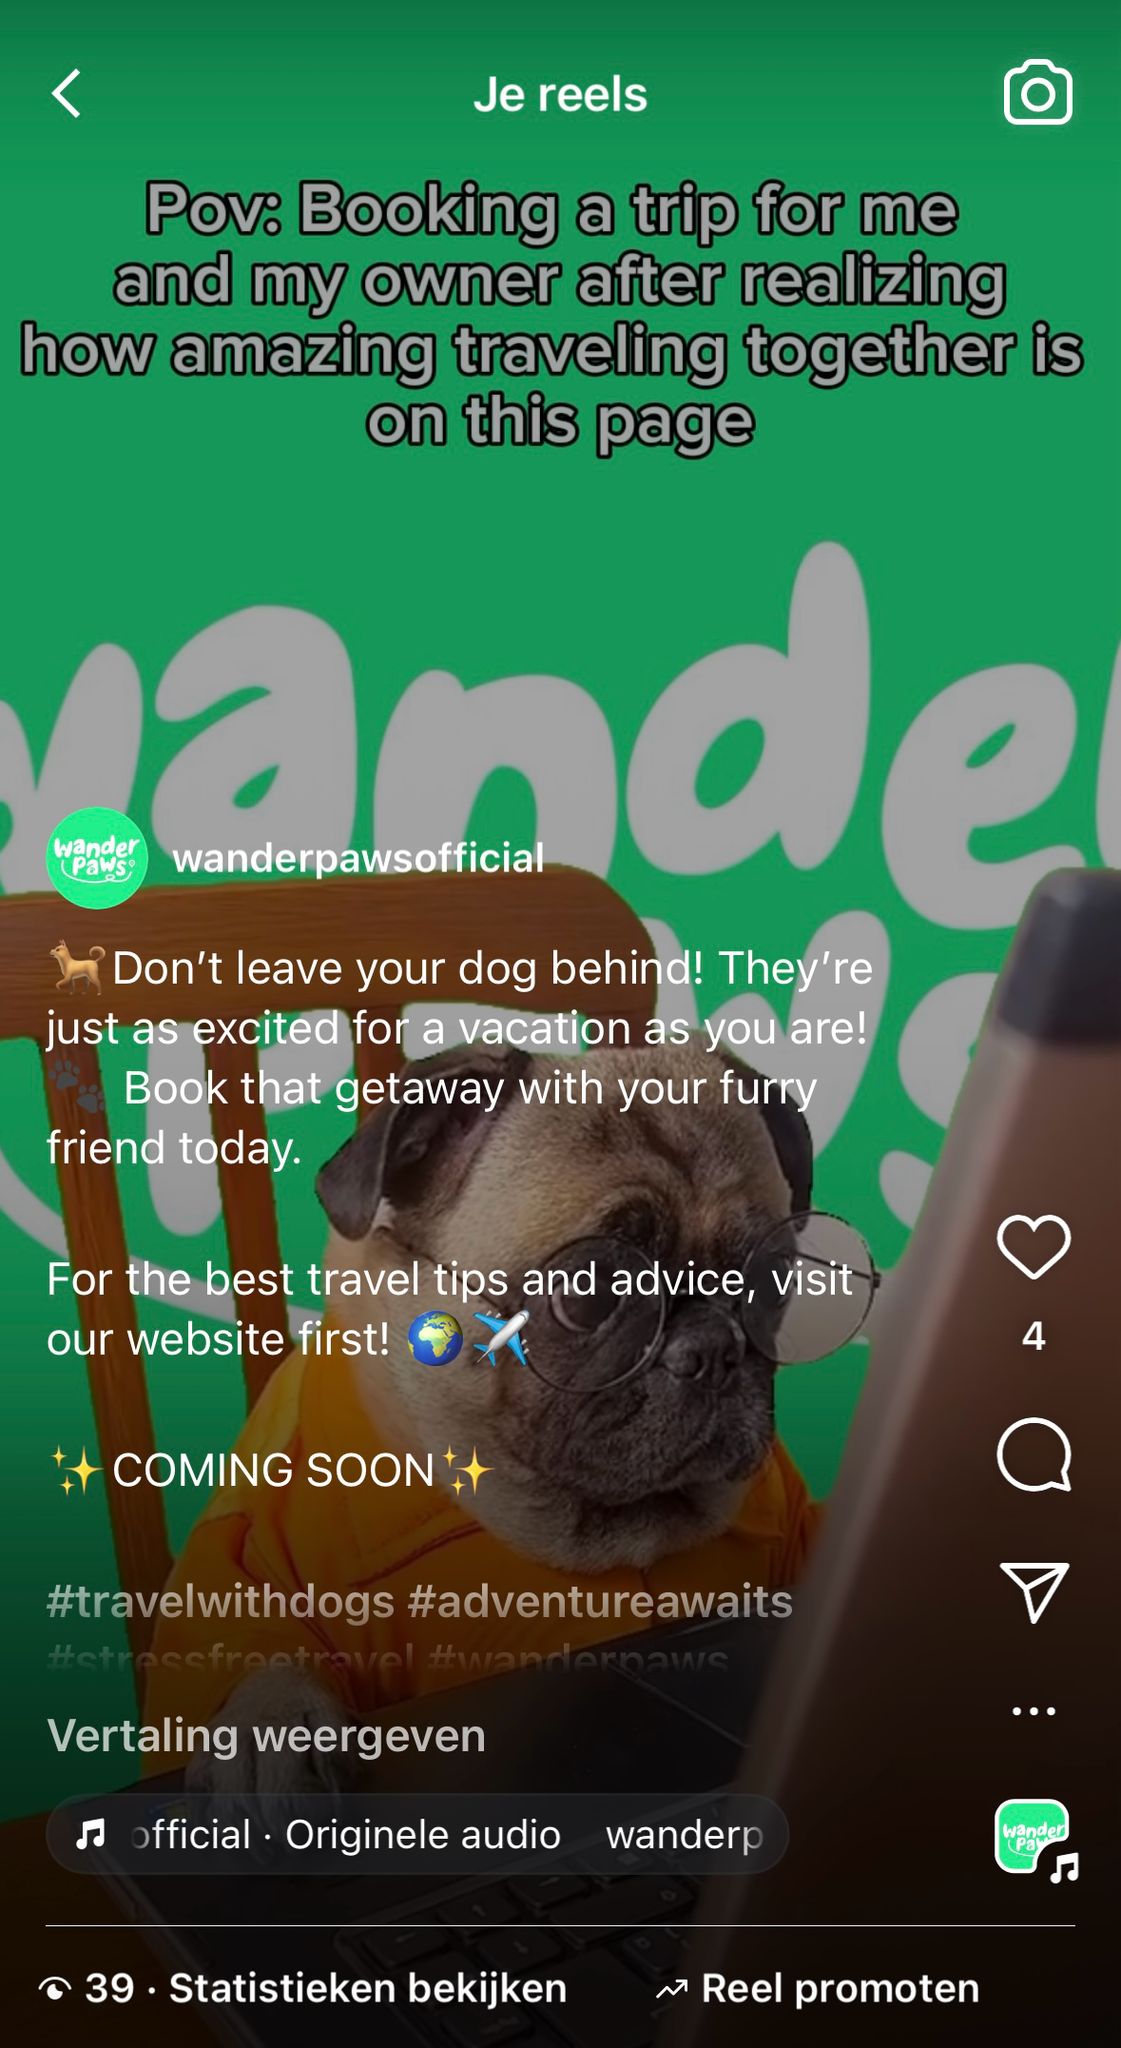 Je reels
Pov: Booking a trip for me
and my owner after realizing
how amazing traveling together is
on this page
wander
paws
Wander
Paws
wanderpawsofficial
🐕Don’t leave your dog behind! They’re
just as excited for a vacation as you are!
🐾 Book that getaway with your furry
friend today.
For the best travel tips and advice, visit
our website first! 🌍✈️
✨COMING SOON✨
#travelwithdogs #adventureawaits
#stressfreetravel #wanderpaws
4
Vertaling weergeven
official · Originele audio wanderp
Wander
Pa
39 · Statistieken bekijken
Reel promoten